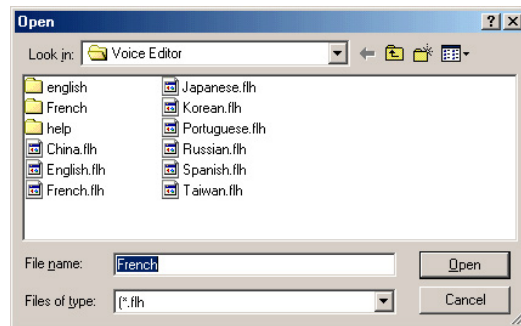 Open
Look in: Voice Editor
english
French
help
China.flh
English.flh
French.flh
Japanese.flh
Korean.flh
Portuguese.flh
Russian.flh
Spanish.flh
Taiwan.flh
File name: French Open
Files of type: (*.flh Cancel